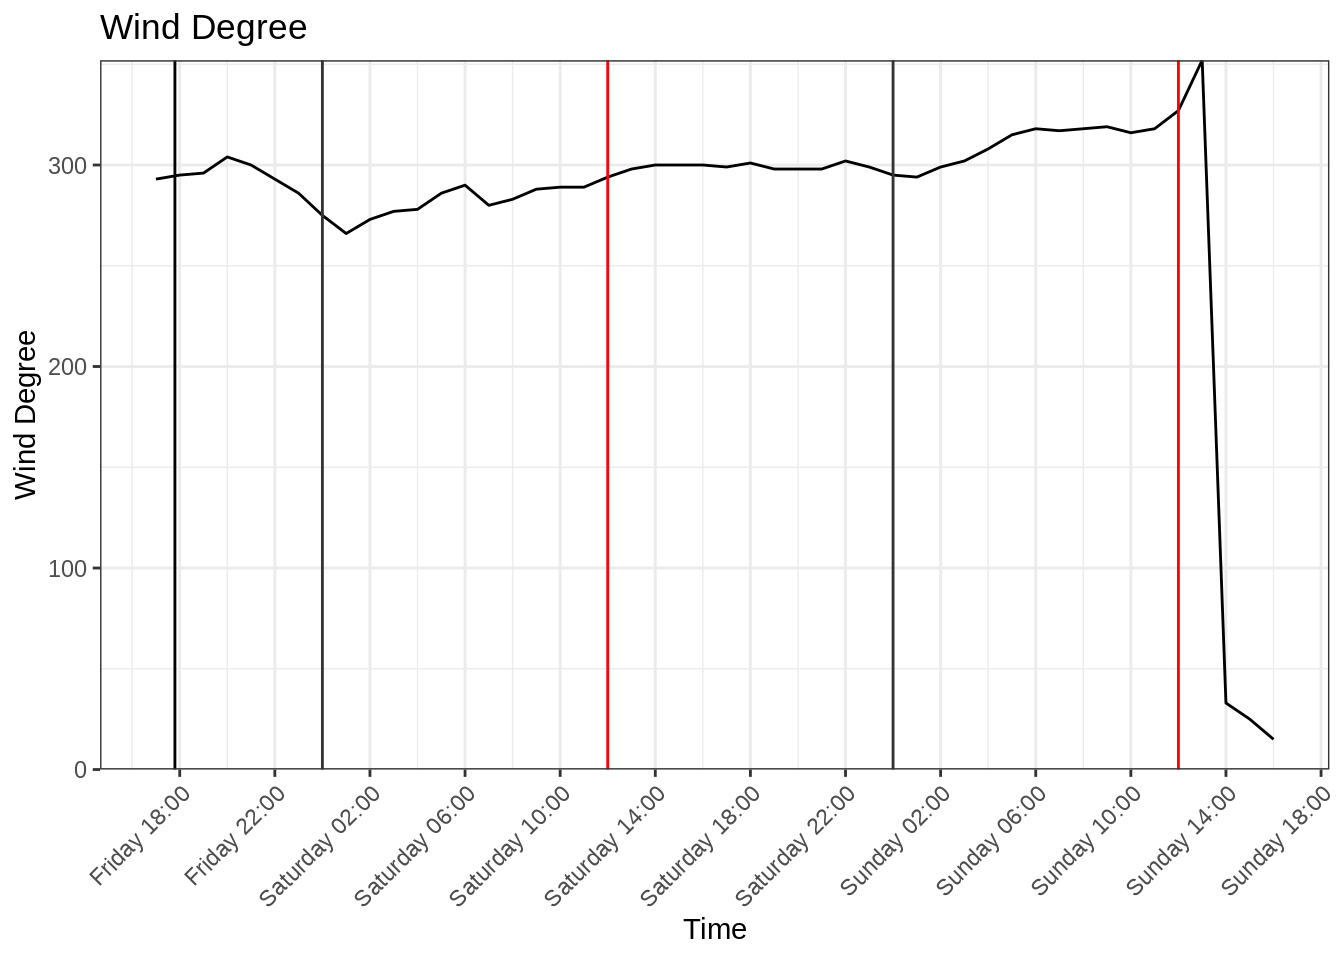 Wind Degree
Wind Degree
300
200
100
0
Friday 18:00
Friday 22:00
Saturday 02:00
Saturday 06:00
Saturday 10:00
Saturday 14:00
Saturday 18:00
Saturday 22:00
Sunday 02:00
Sunday 06:00
Sunday 10:00
Sunday 14:00
Sunday 18:00
Time